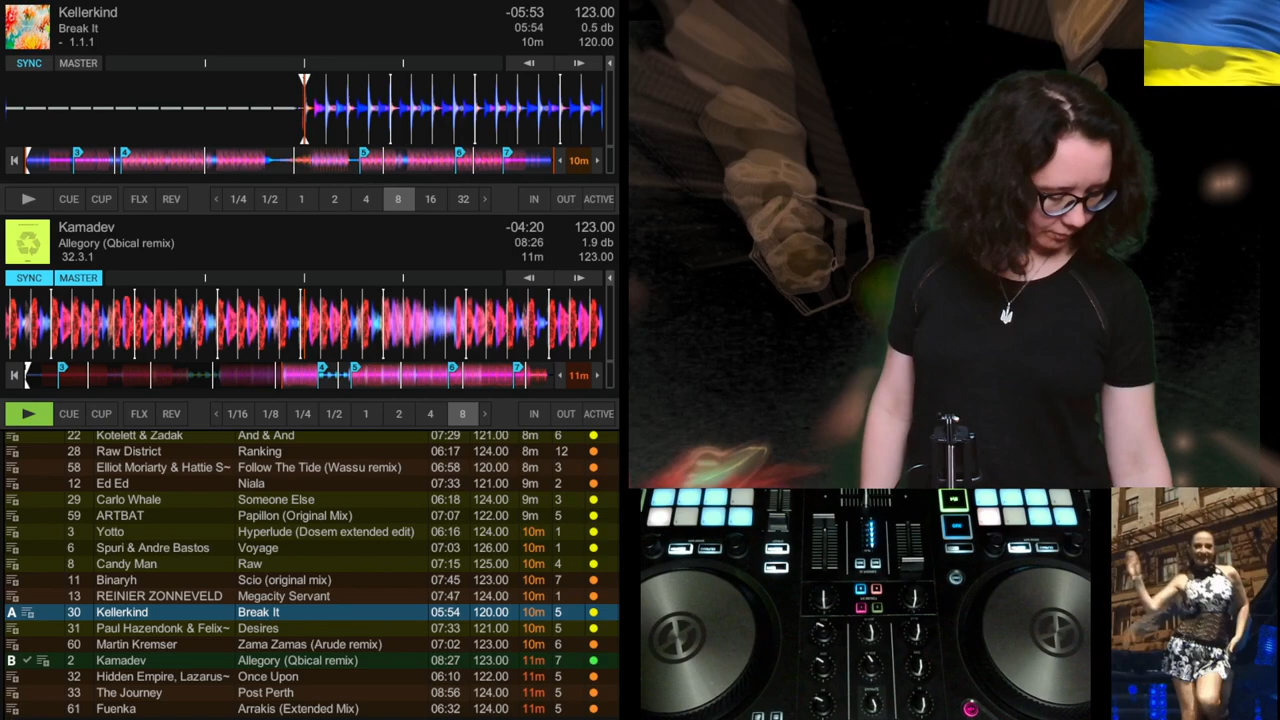 Kellerkind -05:53 123.00
Break It 05:54 0.5 db
- 1.1.1 10m 120.00
SYNC MASTER
3 4 5 6 7 10m
CUE CUP FLX REV 1/4 1/2 1 2 4 8 16 32 IN OUT ACTIVE
Kamadev -04:20 123.00
Allegory (Qbical remix) 08:26 1.9 db
32.3.1 11m 123.00
SYNC MASTER
3 4 5 6 7 11m
CUE CUP FLX REV 1/16 1/8 1/4 1/2 1 2 4 8 IN OUT ACTIVE
22 Kotelett & Zadak And & And 07:29 121.00 8m 6
28 Raw District Ranking 06:17 124.00 8m 12
58 Elliot Moriarty & Hattie S~ Follow The Tide (Wassu remix) 06:58 120.00 8m 3
12 Ed Ed Niala 07:33 121.00 9m 2
29 Carlo Whale Someone Else 06:18 124.00 9m 3
59 ARTBAT Papillon (Original Mix) 07:07 122.00 9m 5
3 Yotto Hyperlude (Dosem extended edit) 06:16 124.00 10m 1
6 Spuri & Andre Bastos Voyage 07:03 126.00 10m 1
8 Candy Man Raw 07:15 125.00 10m 4
11 Binaryh Scio (original mix) 07:45 123.00 10m 7
13 REINIER ZONNEVELD Megacity Servant 07:47 124.00 10m 1
A 30 Kellerkind Break It 05:54 120.00 10m 5
31 Paul Hazendonk & Felix~ Desires 07:33 121.00 10m 5
60 Martin Kremser Zama Zamas (Arude remix) 07:02 123.00 10m 6
B 2 Kamadev Allegory (Qbical remix) 08:27 123.00 11m 7
32 Hidden Empire, Lazarus~ Once Upon 06:10 122.00 11m 5
33 The Journey Post Perth 08:56 124.00 11m 5
61 Fuenka Arrakis (Extended Mix) 06:32 124.00 11m 5